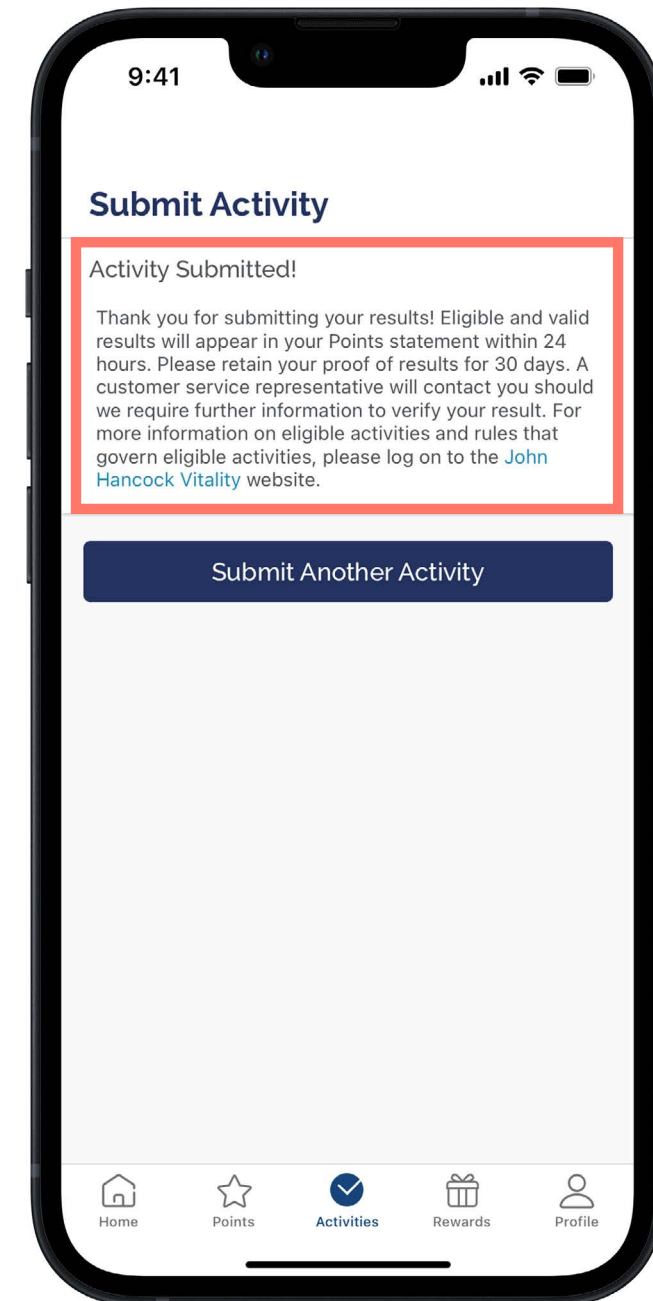 9:41
Submit Activity
Activity Submitted!
Thank you for submitting your results! Eligible and valid
results will appear in your Points statement within 24
hours. Please retain your proof of results for 30 days. A
customer service representative will contact you should
we require further information to verify your result. For
more information on eligible activities and rules that
govern eligible activities, please log on to the John
Hancock Vitality website.
Submit Another Activity
Home Points Activities Rewards Profile